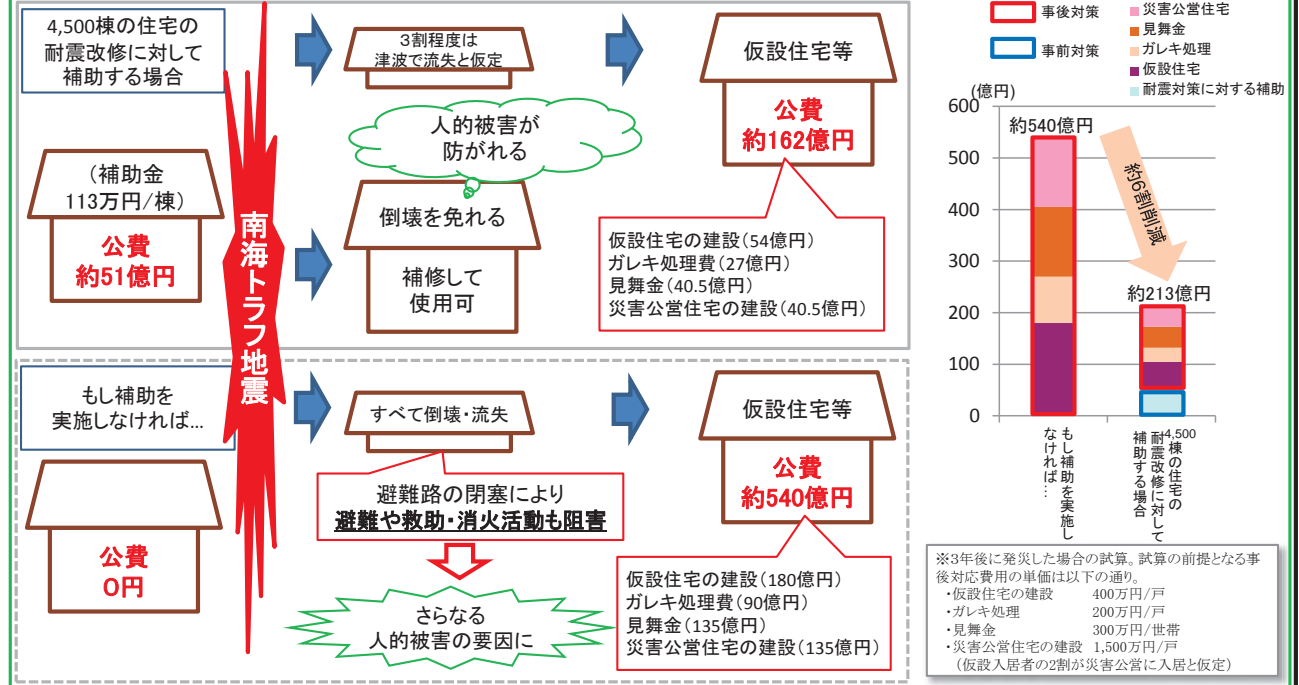 4,500棟の住宅の
耐震改修に対して
補助する場合
3割程度は
津波で流失と仮定
仮設住宅等
公費
約162億円
人的被害が
防がれる
(補助金
113万円/棟)
公費
約51億円
倒壊を免れる
補修して
使用可
仮設住宅の建設(54億円)
ガレキ処理費(27億円)
見舞金(40.5億円)
災害公営住宅の建設(40.5億円)
南海トラフ地震
もし補助を
実施しなければ…
すべて倒壊・流失
仮設住宅等
公費
約540億円
公費
0円
避難路の閉塞により
避難や救助・消火活動も阻害
さらなる
人的被害の要因に
仮設住宅の建設(180億円)
ガレキ処理費(90億円)
見舞金(135億円)
災害公営住宅の建設(135億円)
事後対策
事前対策
災害公営住宅
見舞金
ガレキ処理
仮設住宅
耐震対策に対する補助
(億円)
600
500
400
300
200
100
0
約540億円
約6割削減
約213億円
もし補助を実施し
なければ…
4,500棟の住宅の
耐震改修に対して
補助する場合
※3年後に発災した場合の試算。試算の前提となる事
後対応費用の単価は以下の通り。
・仮設住宅の建設 400万円/戸
・ガレキ処理 200万円/戸
・見舞金 300万円/世帯
・災害公営住宅の建設 1,500万円/戸
(仮設入居者の2割が災害公営に入居と仮定)